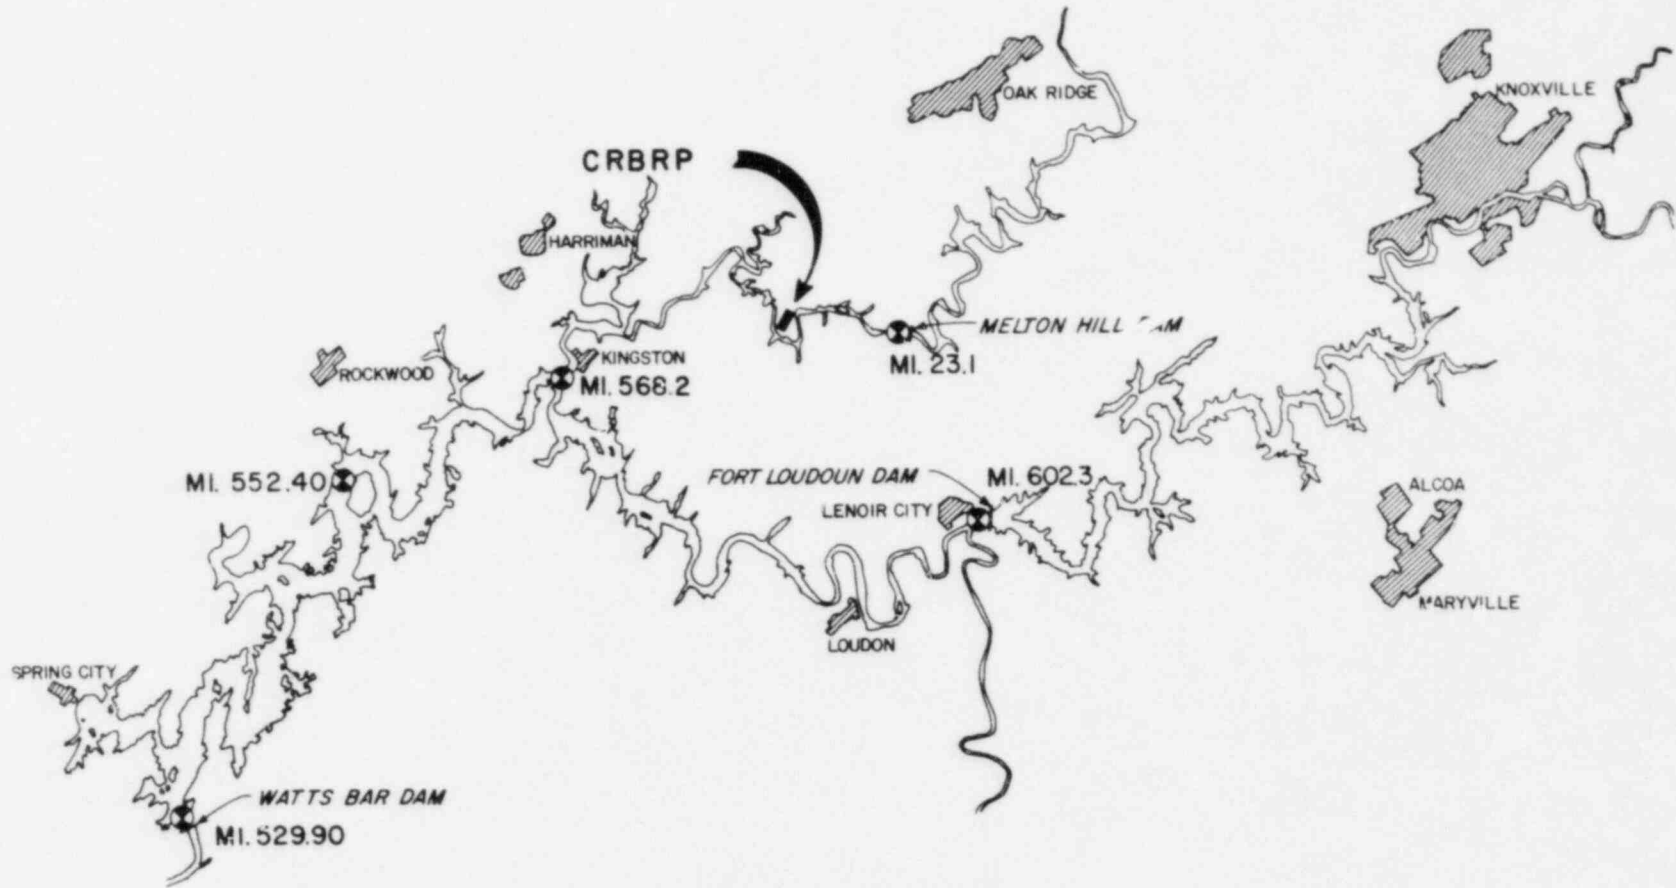 OAK RIDGE
KNOXVILLE
CRBRP
HARRIMAN
MELTON HILL
KINGSTON
MI. 23.1
ROCKWOOD
MI. 568.2
MI. 552.40
FORT LOUDOUN DAM
MI. 602.3
LENOIR CITY
ALCOA
MARYVILLE
LOUDON
SPRING CITY
WATTS BAR DAM
MI. 529.90